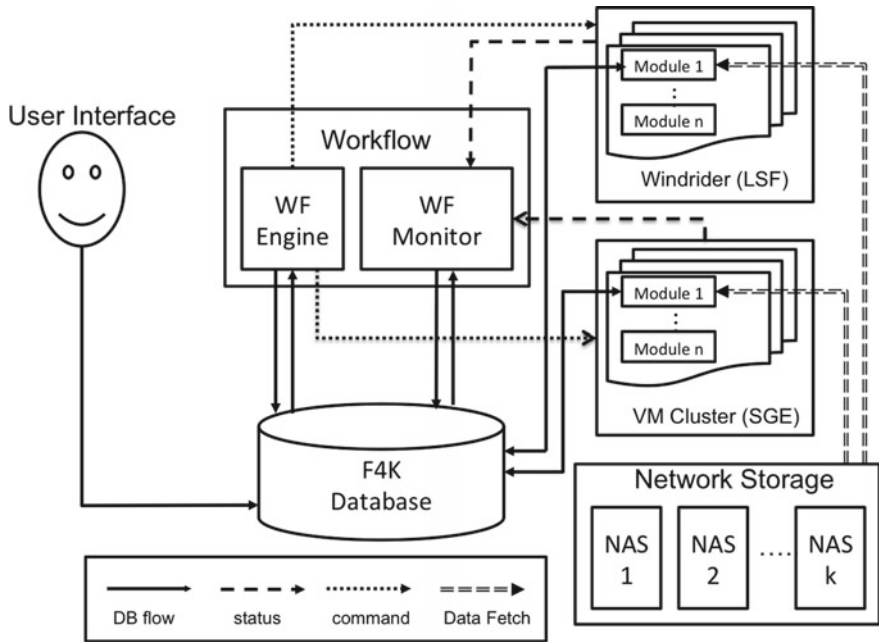 User Interface
Workflow
WF
Engine
WF
Monitor
Module 1
Module n
Windrider (LSF)
Module 1
Module n
VM Cluster (SGE)
F4K
Database
Network Storage
NAS
1
NAS
2
....
NAS
k
DB flow
status
command
Data Fetch